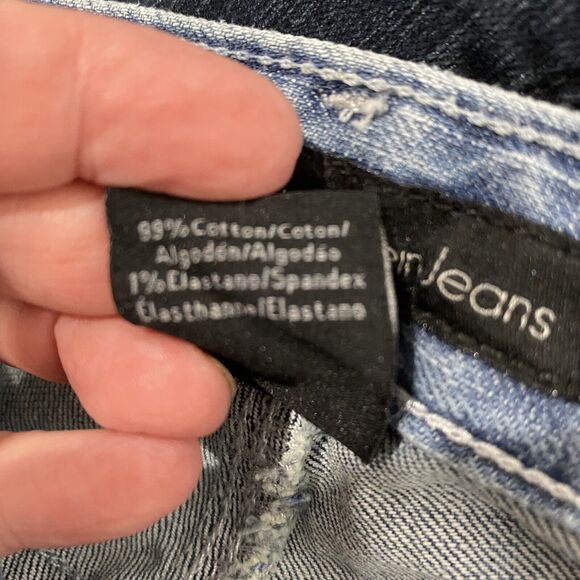 99% Cotton/Coton/
Algodón/Algodão
1% Elastane/Spandex
Élasthanne/Elastano
Jeans